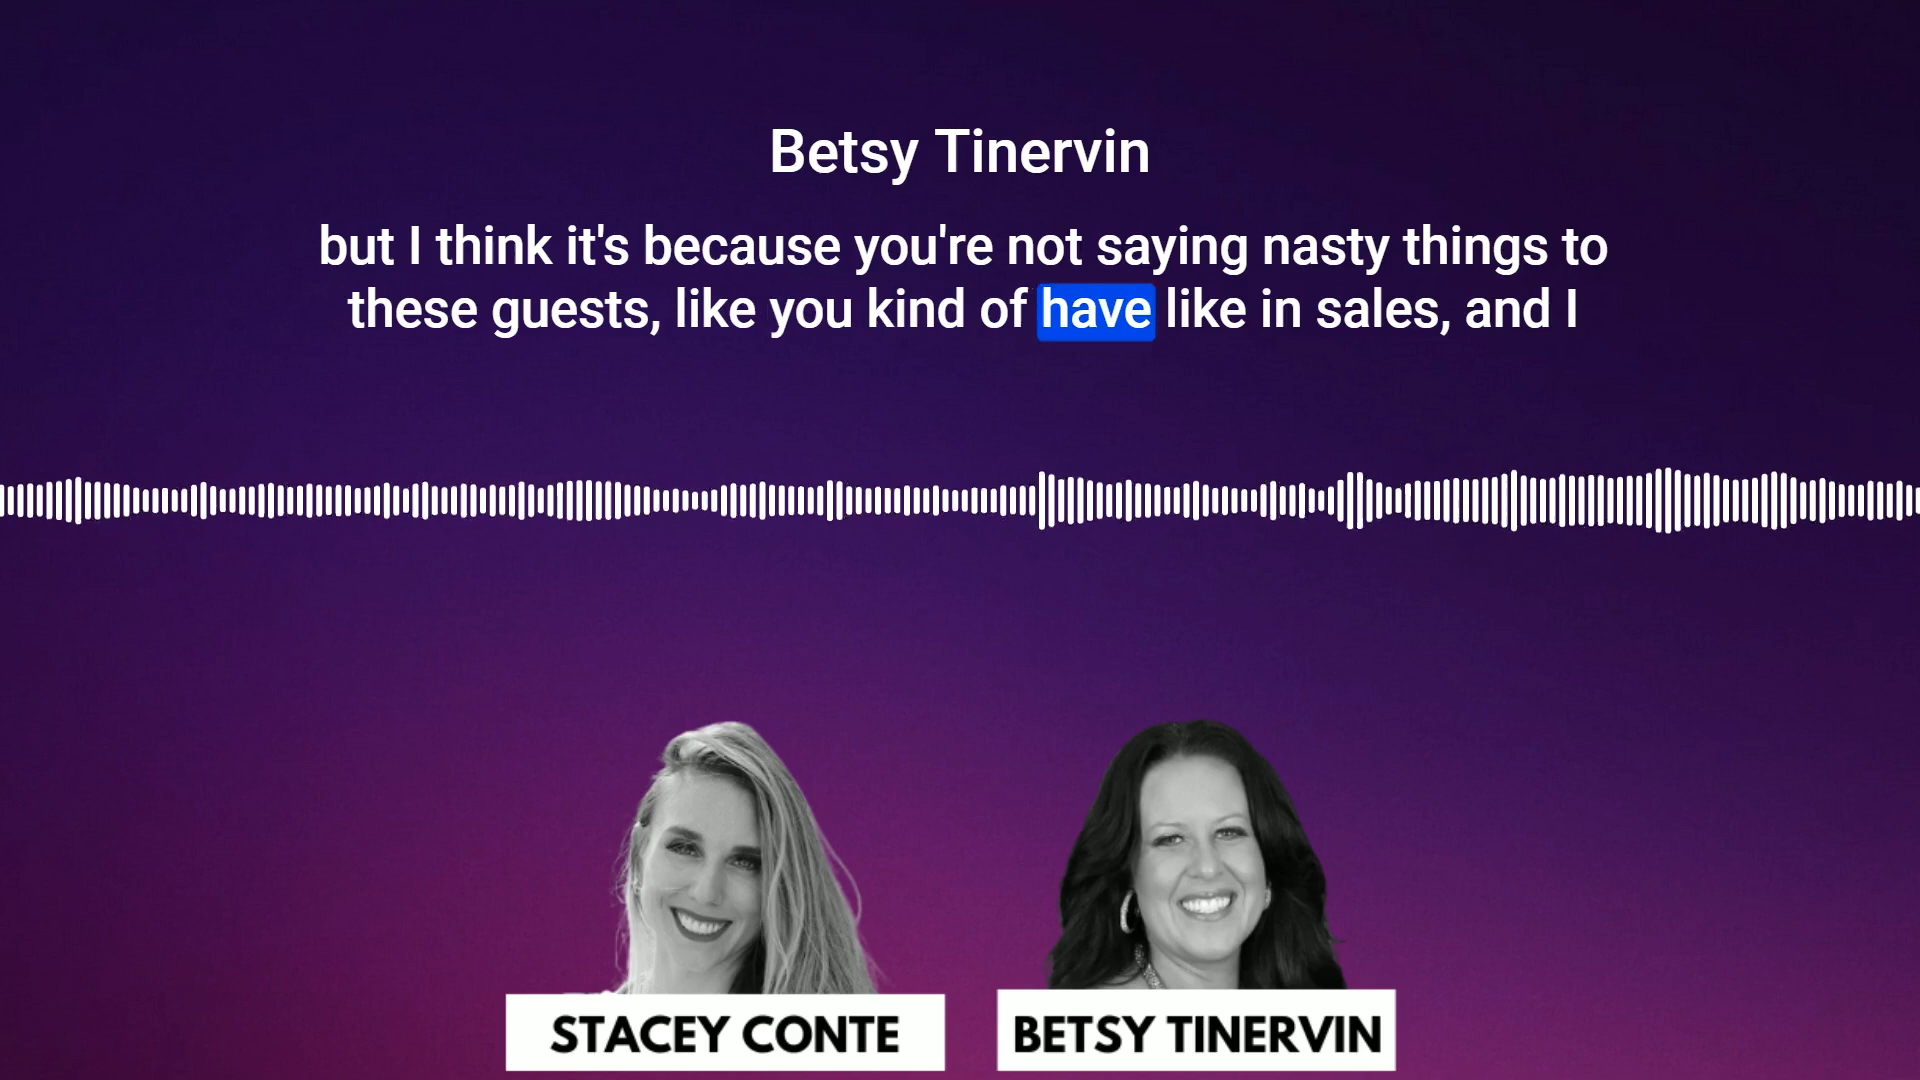 Betsy Tinervin
but I think it's because you're not saying nasty things to
these guests, like you kind of have like in sales, and I
STACEY CONTE
BETSY TINERVIN